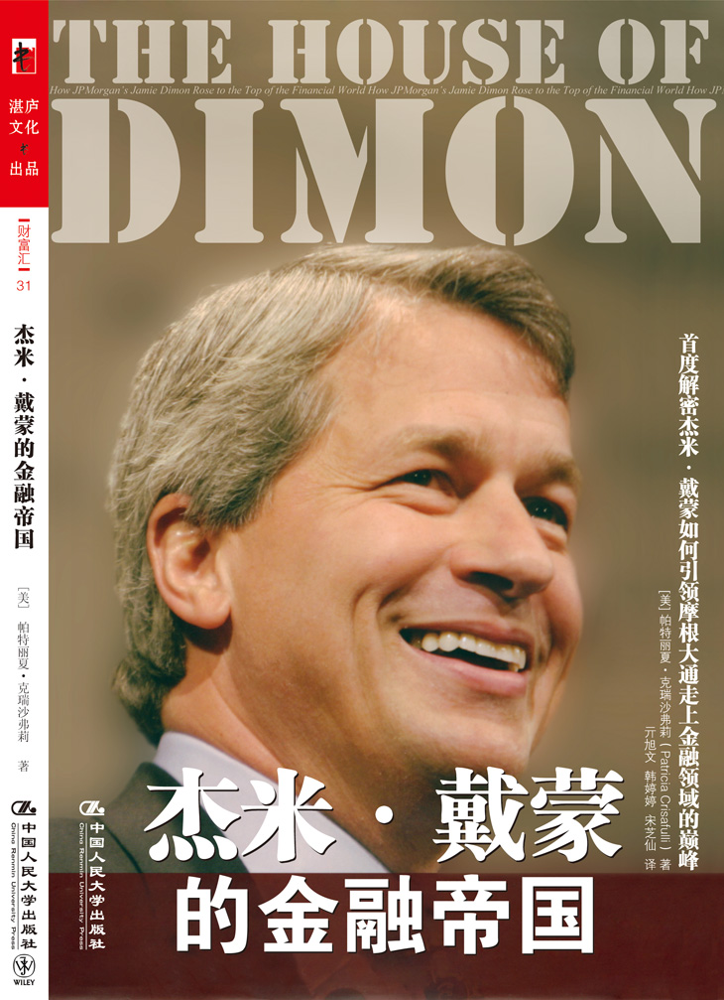 湛庐
文化
出品
财富汇
31
杰米·戴蒙的金融帝国
[美] 帕特丽夏·克瑞沙弗莉 著
中国人民大学出版社
China Renmin University Press
WILEY
THE HOUSE OF
How JPMorgan's Jamie Dimon Rose to the Top of the Financial World How JPMorgan's Jamie Dimon Rose to the Top of the Financial World How JP
DIMON
首度解密杰米·戴蒙如何引领摩根大通走上金融领域的巅峰
[美] 帕特丽夏·克瑞沙弗莉 (Patricia Crisafulli) 著
亓旭文 韩婷婷 宋芝仙 译
杰米·戴蒙
的金融帝国
中国人民大学出版社
China Renmin University Press